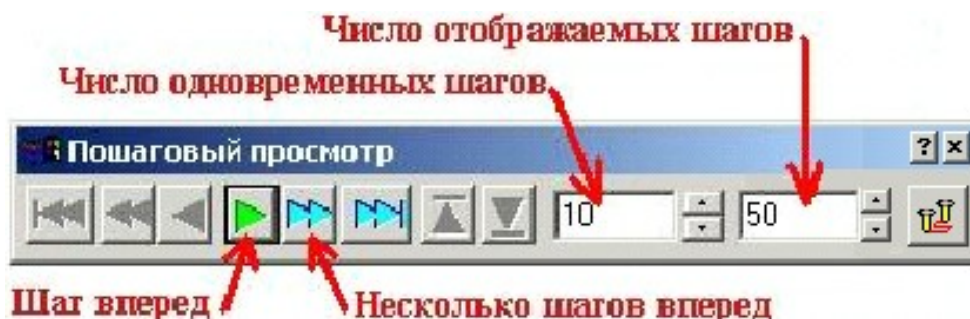 Число отображаемых шагов
Число одновременных шагов
Пошаговый просмотр
10
50
Шаг вперед
Несколько шагов вперед